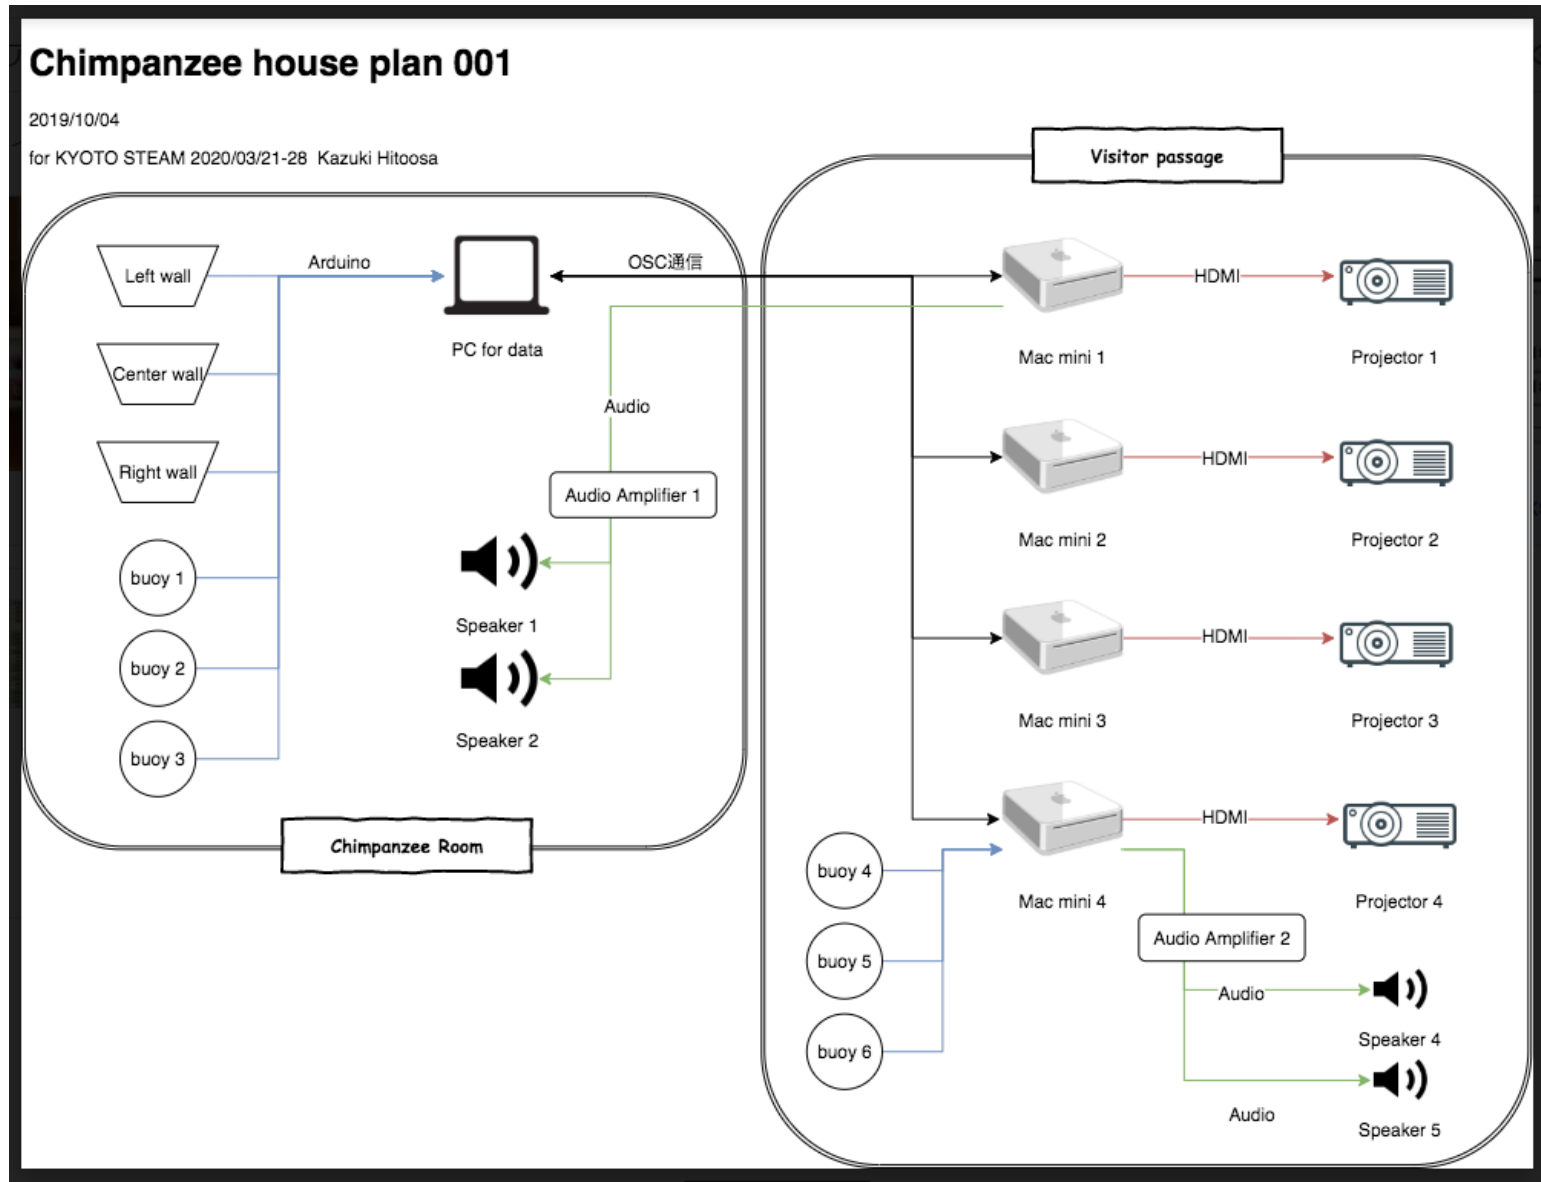 Chimpanzee house plan 001
2019/10/04
for KYOTO STEAM 2020/03/21-28 Kazuki Hitoosa
Visitor passage
Left wall
Arduino
OSC通信
HDMI
PC for data
Mac mini 1
Projector 1
Center wall
Audio
Right wall
Audio Amplifier 1
HDMI
Mac mini 2
Projector 2
buoy 1
Speaker 1
buoy 2
HDMI
Speaker 2
Mac mini 3
Projector 3
buoy 3
Chimpanzee Room
HDMI
buoy 4
Mac mini 4
Projector 4
Audio Amplifier 2
buoy 5
Audio
Speaker 4
buoy 6
Audio
Speaker 5